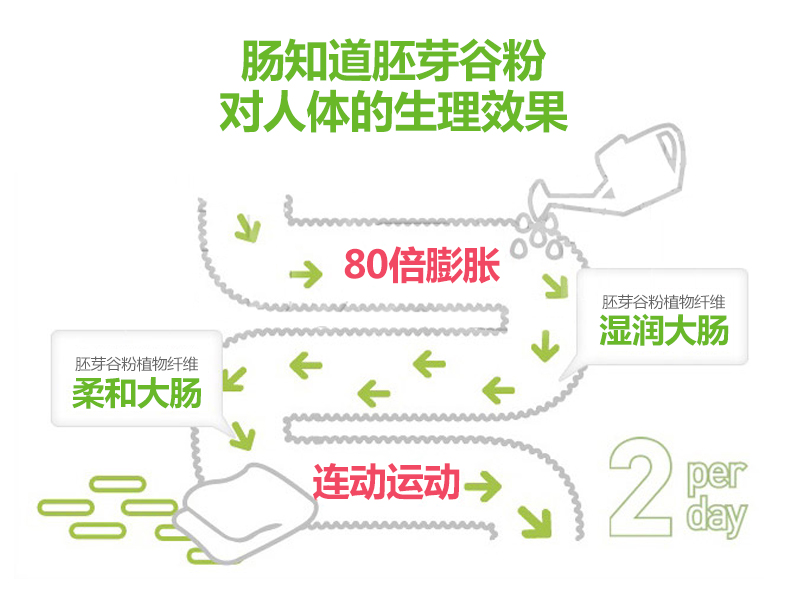 肠知道胚芽谷粉
对人体的生理效果
80倍膨胀
胚芽谷粉植物纤维
湿润大肠
胚芽谷粉植物纤维
柔和大肠
连动运动
2 per
day